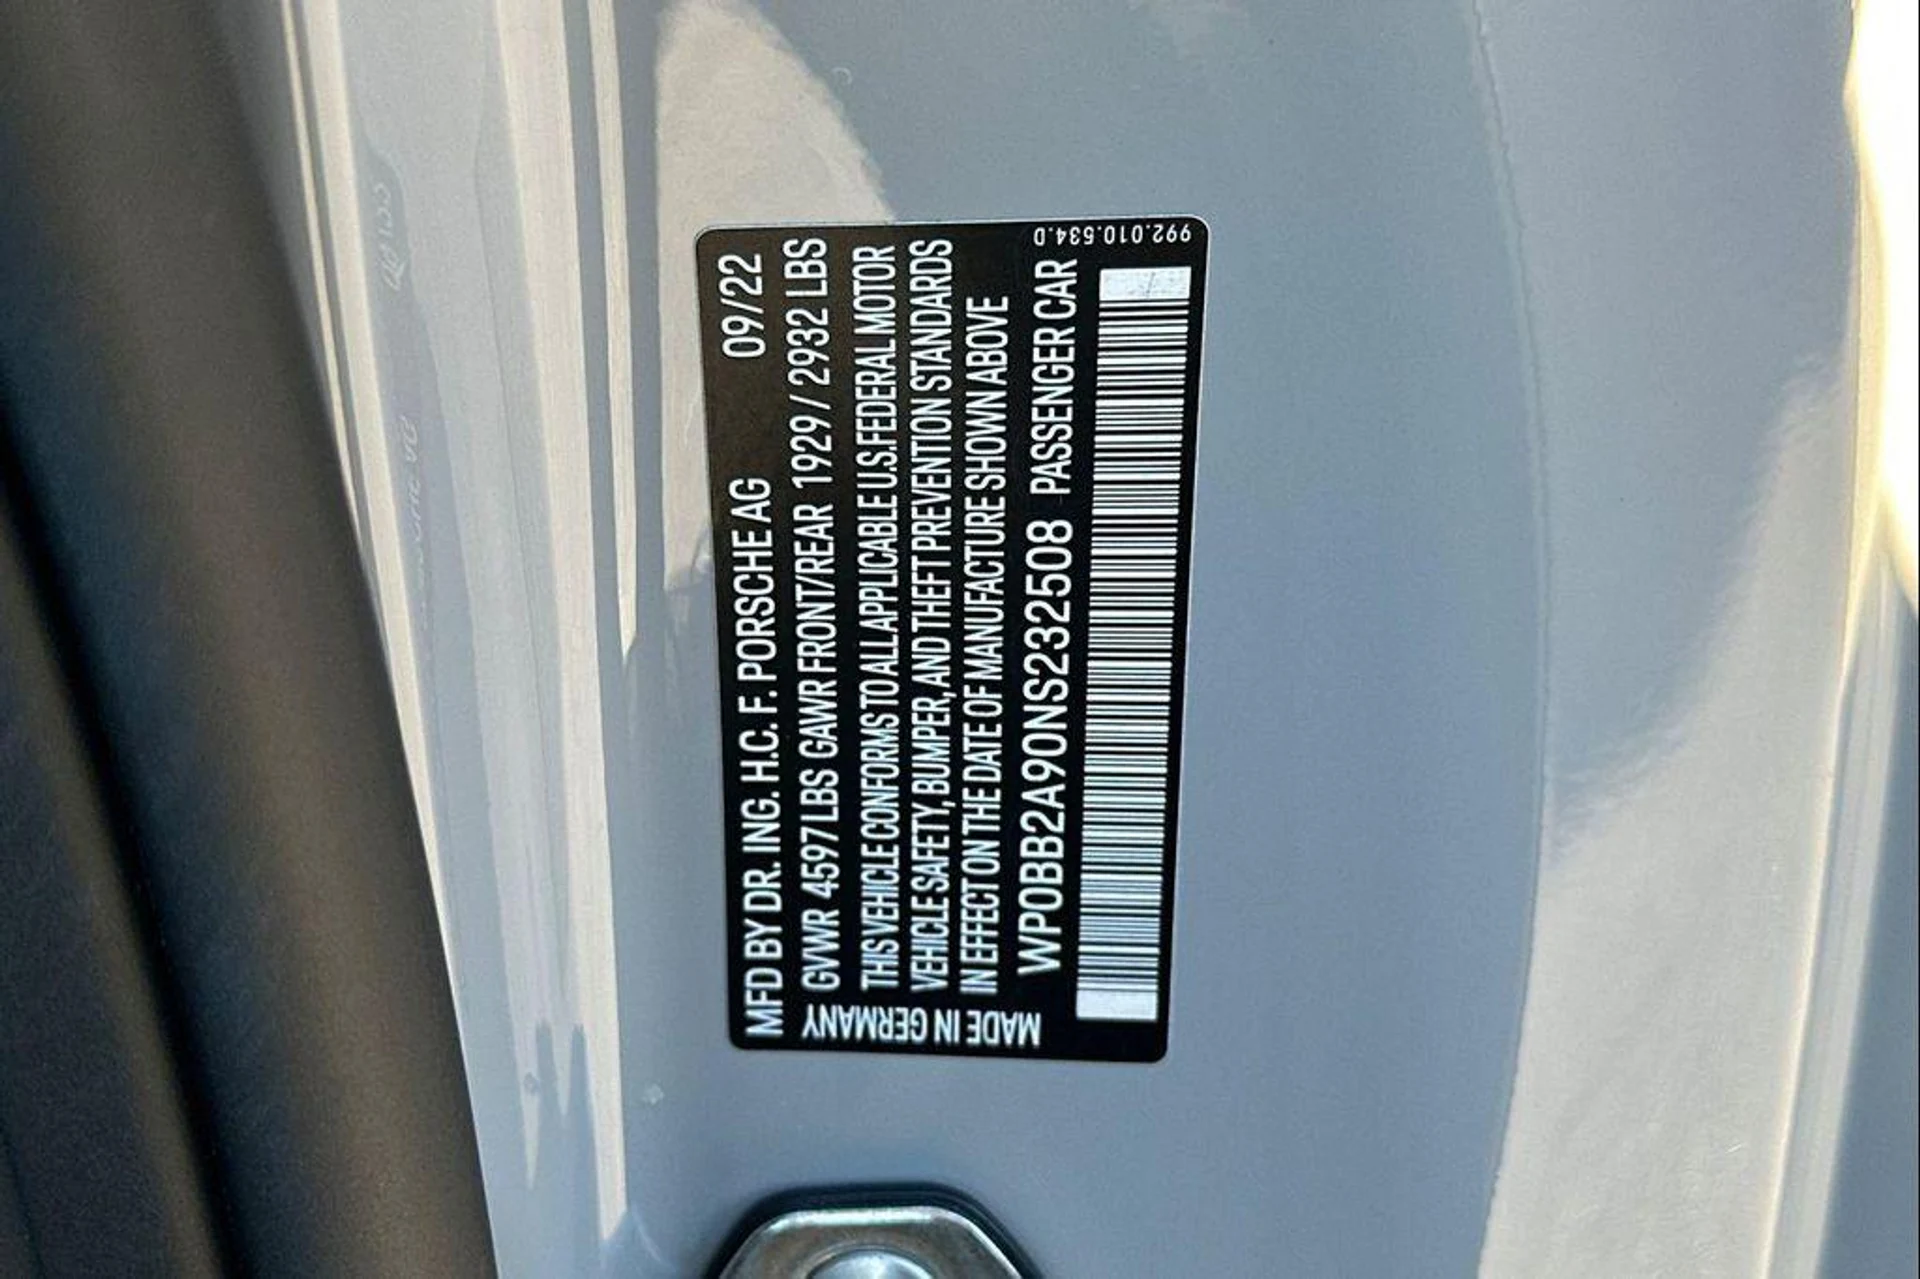 MFD BY DR. ING. H.C. F. PORSCHE AG 09/22
GVWR 4597 LBS GAWR FRONT/REAR 1929 / 2932 LBS
THIS VEHICLE CONFORMS TO ALL APPLICABLE U.S. FEDERAL MOTOR
VEHICLE SAFETY, BUMPER, AND THEFT PREVENTION STANDARDS
IN EFFECT ON THE DATE OF MANUFACTURE SHOWN ABOVE
WP0BB2A90NS232508 PASSENGER CAR
MADE IN GERMANY
992.010.534.D